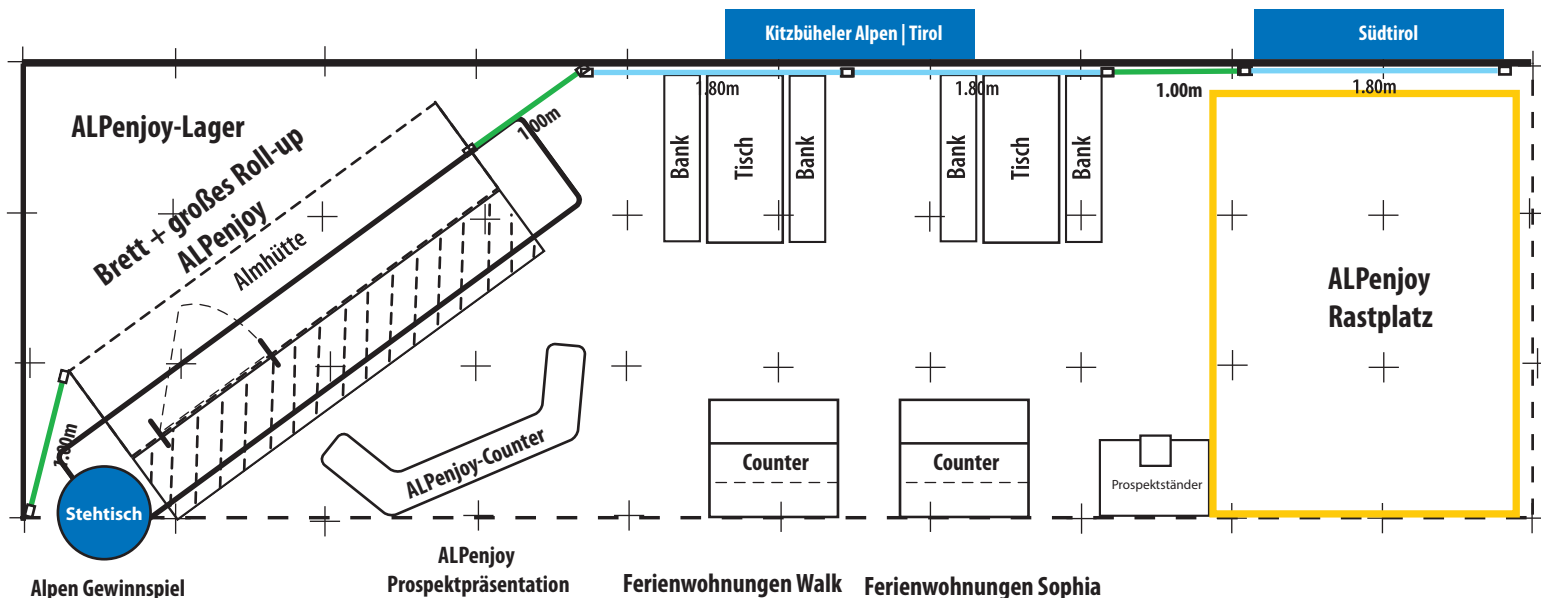 Kitzbüheler Alpen | Tirol
Südtirol
1.80m
1.80m
1.00m
1.80m
ALPenjoy-Lager
1.00m
Brett + großes Roll-up
ALPenjoy
Almhütte
Bank
Tisch
Bank
Bank
Tisch
Bank
ALPenjoy
Rastplatz
1.00m
ALPenjoy-Counter
Counter
Counter
Prospektständer
Stehtisch
Alpen Gewinnspiel
ALPenjoy
Prospektpräsentation
Ferienwohnungen Walk
Ferienwohnungen Sophia